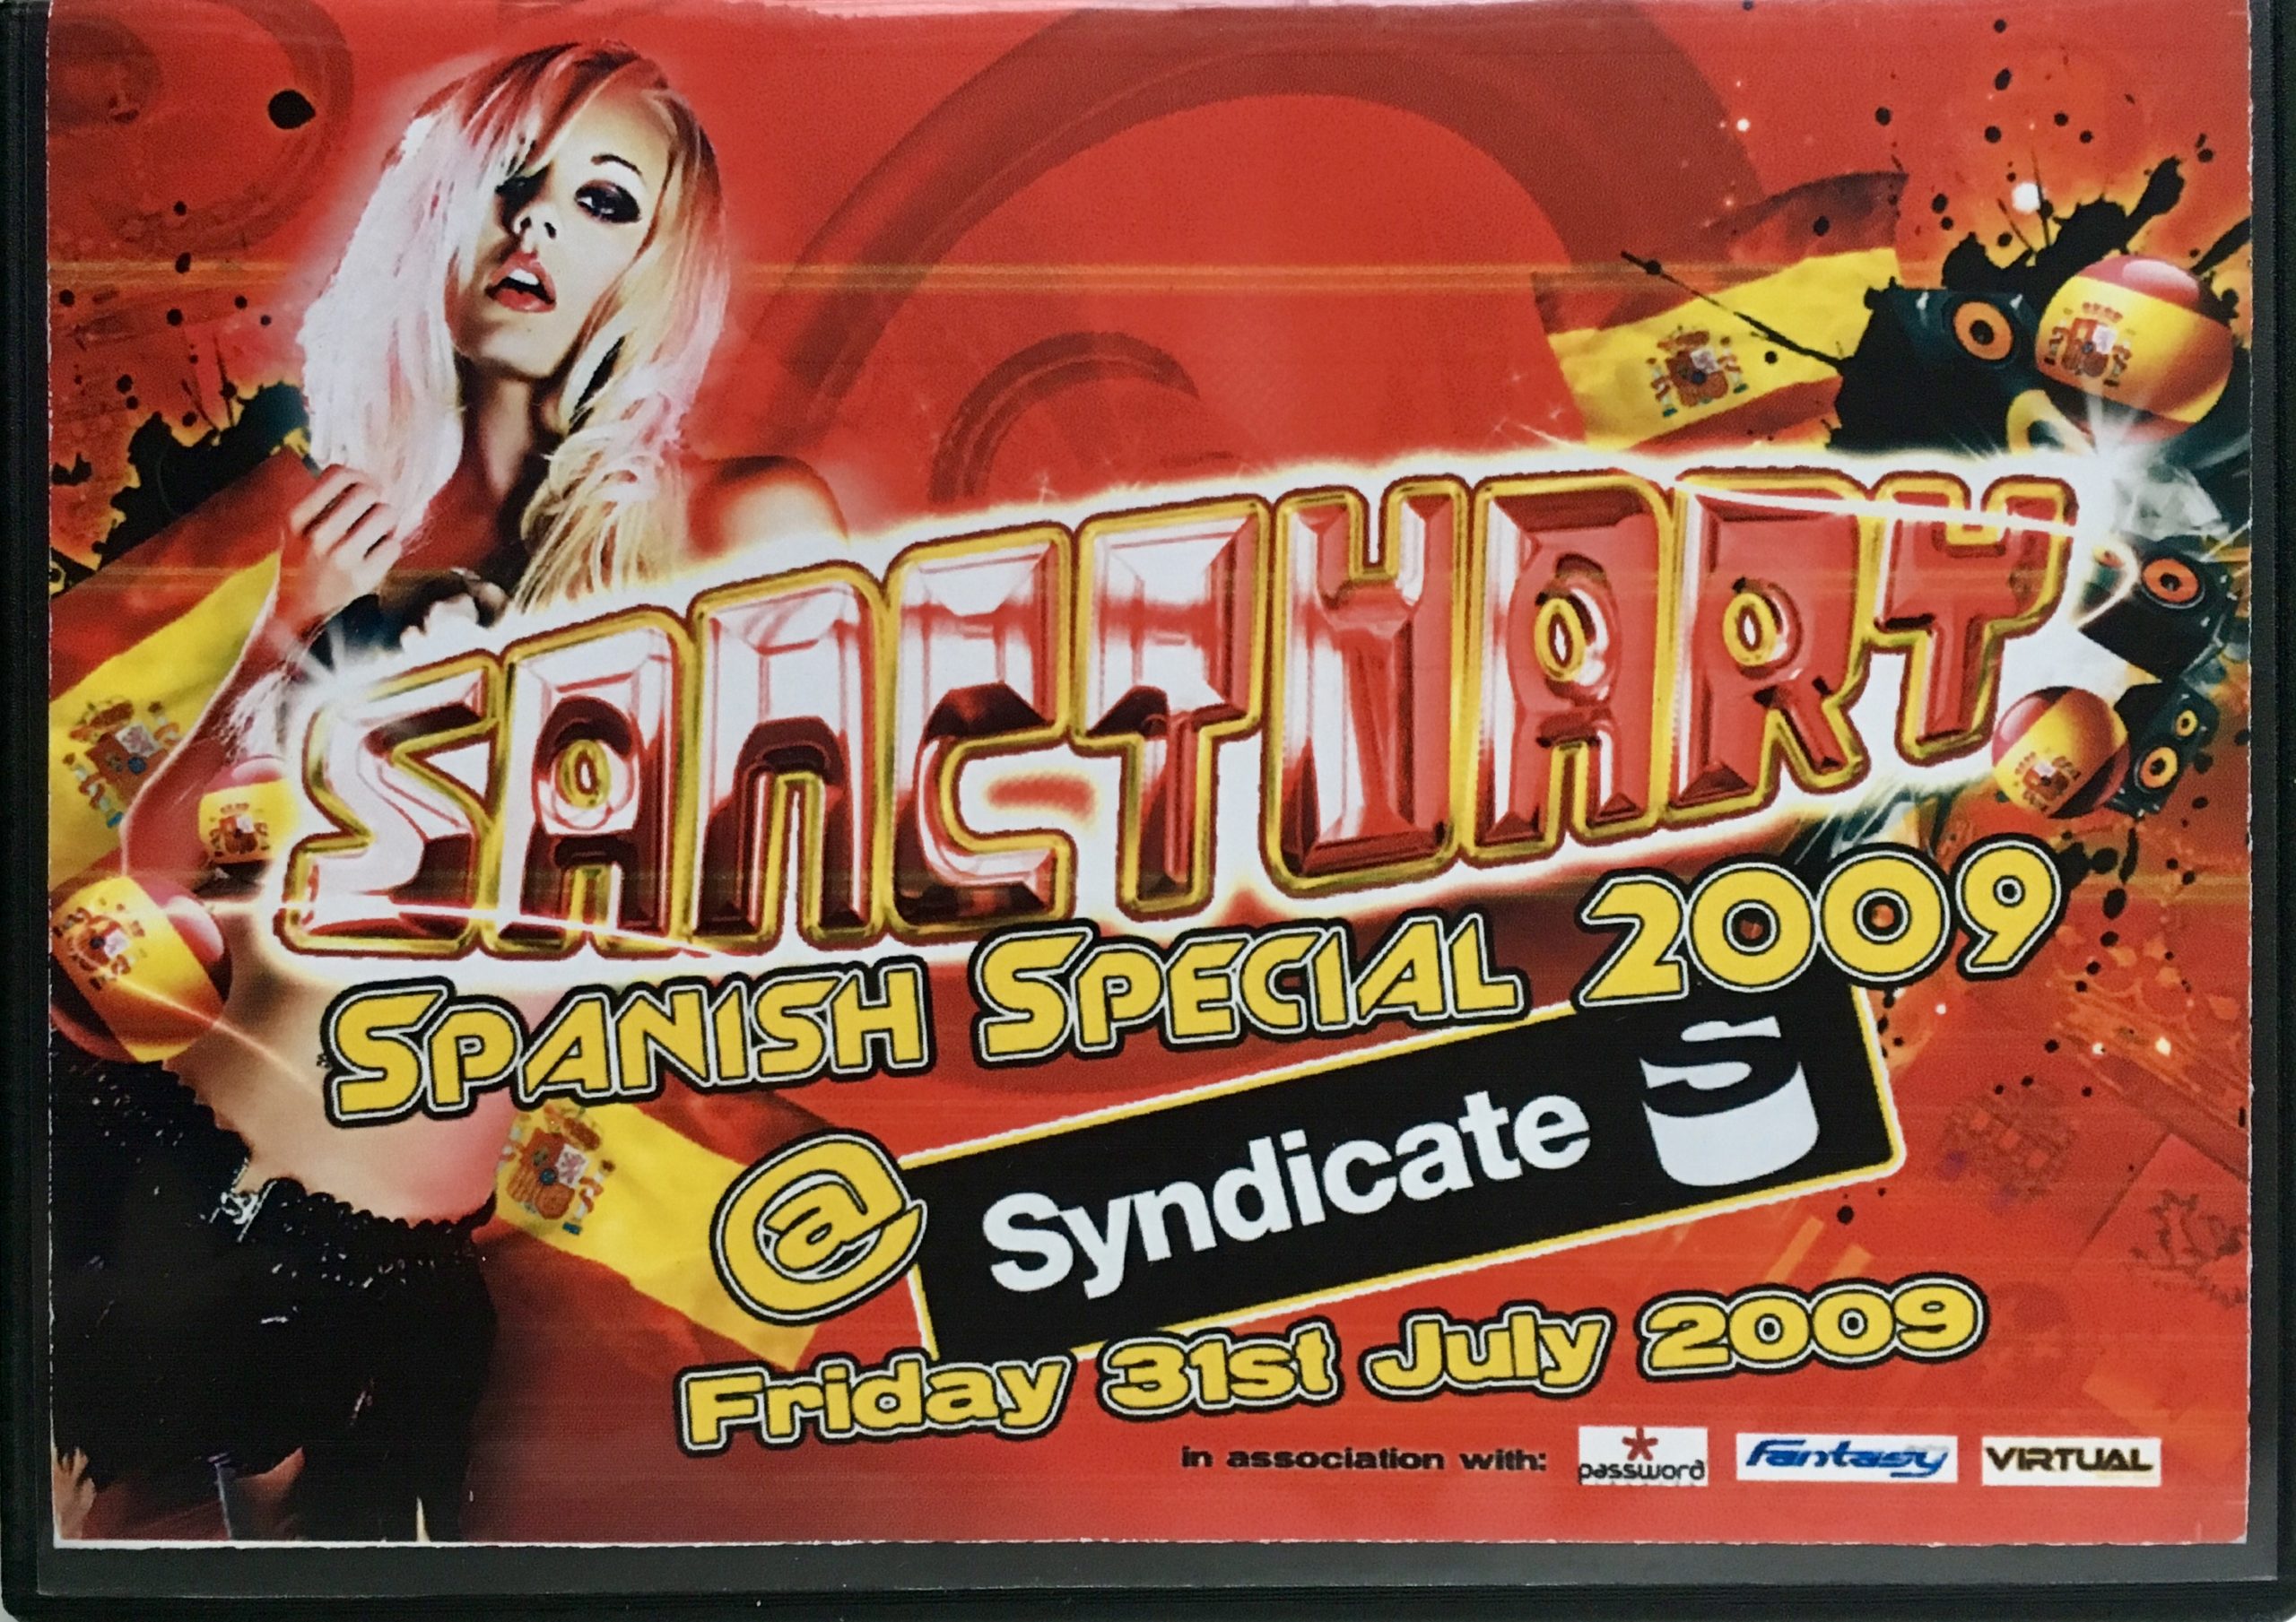 SANCTUARY
SPANISH SPECIAL 2009
@ Syndicate
Friday 31st July 2009
in association with: password Fantasy VIRTUAL